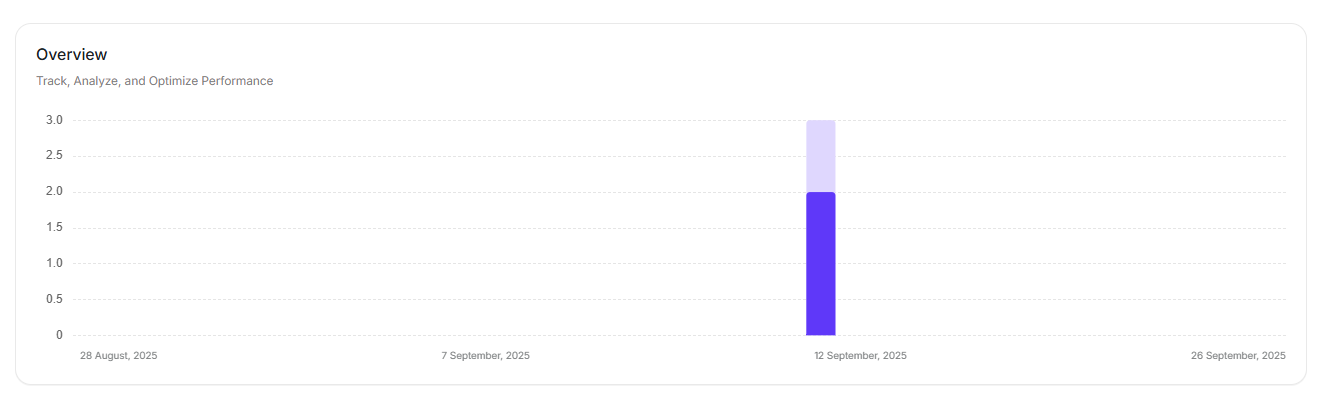 Overview
Track, Analyze, and Optimize Performance
3.0
2.5
2.0
1.5
1.0
0.5
0
28 August, 2025 7 September, 2025 12 September, 2025 26 September, 2025